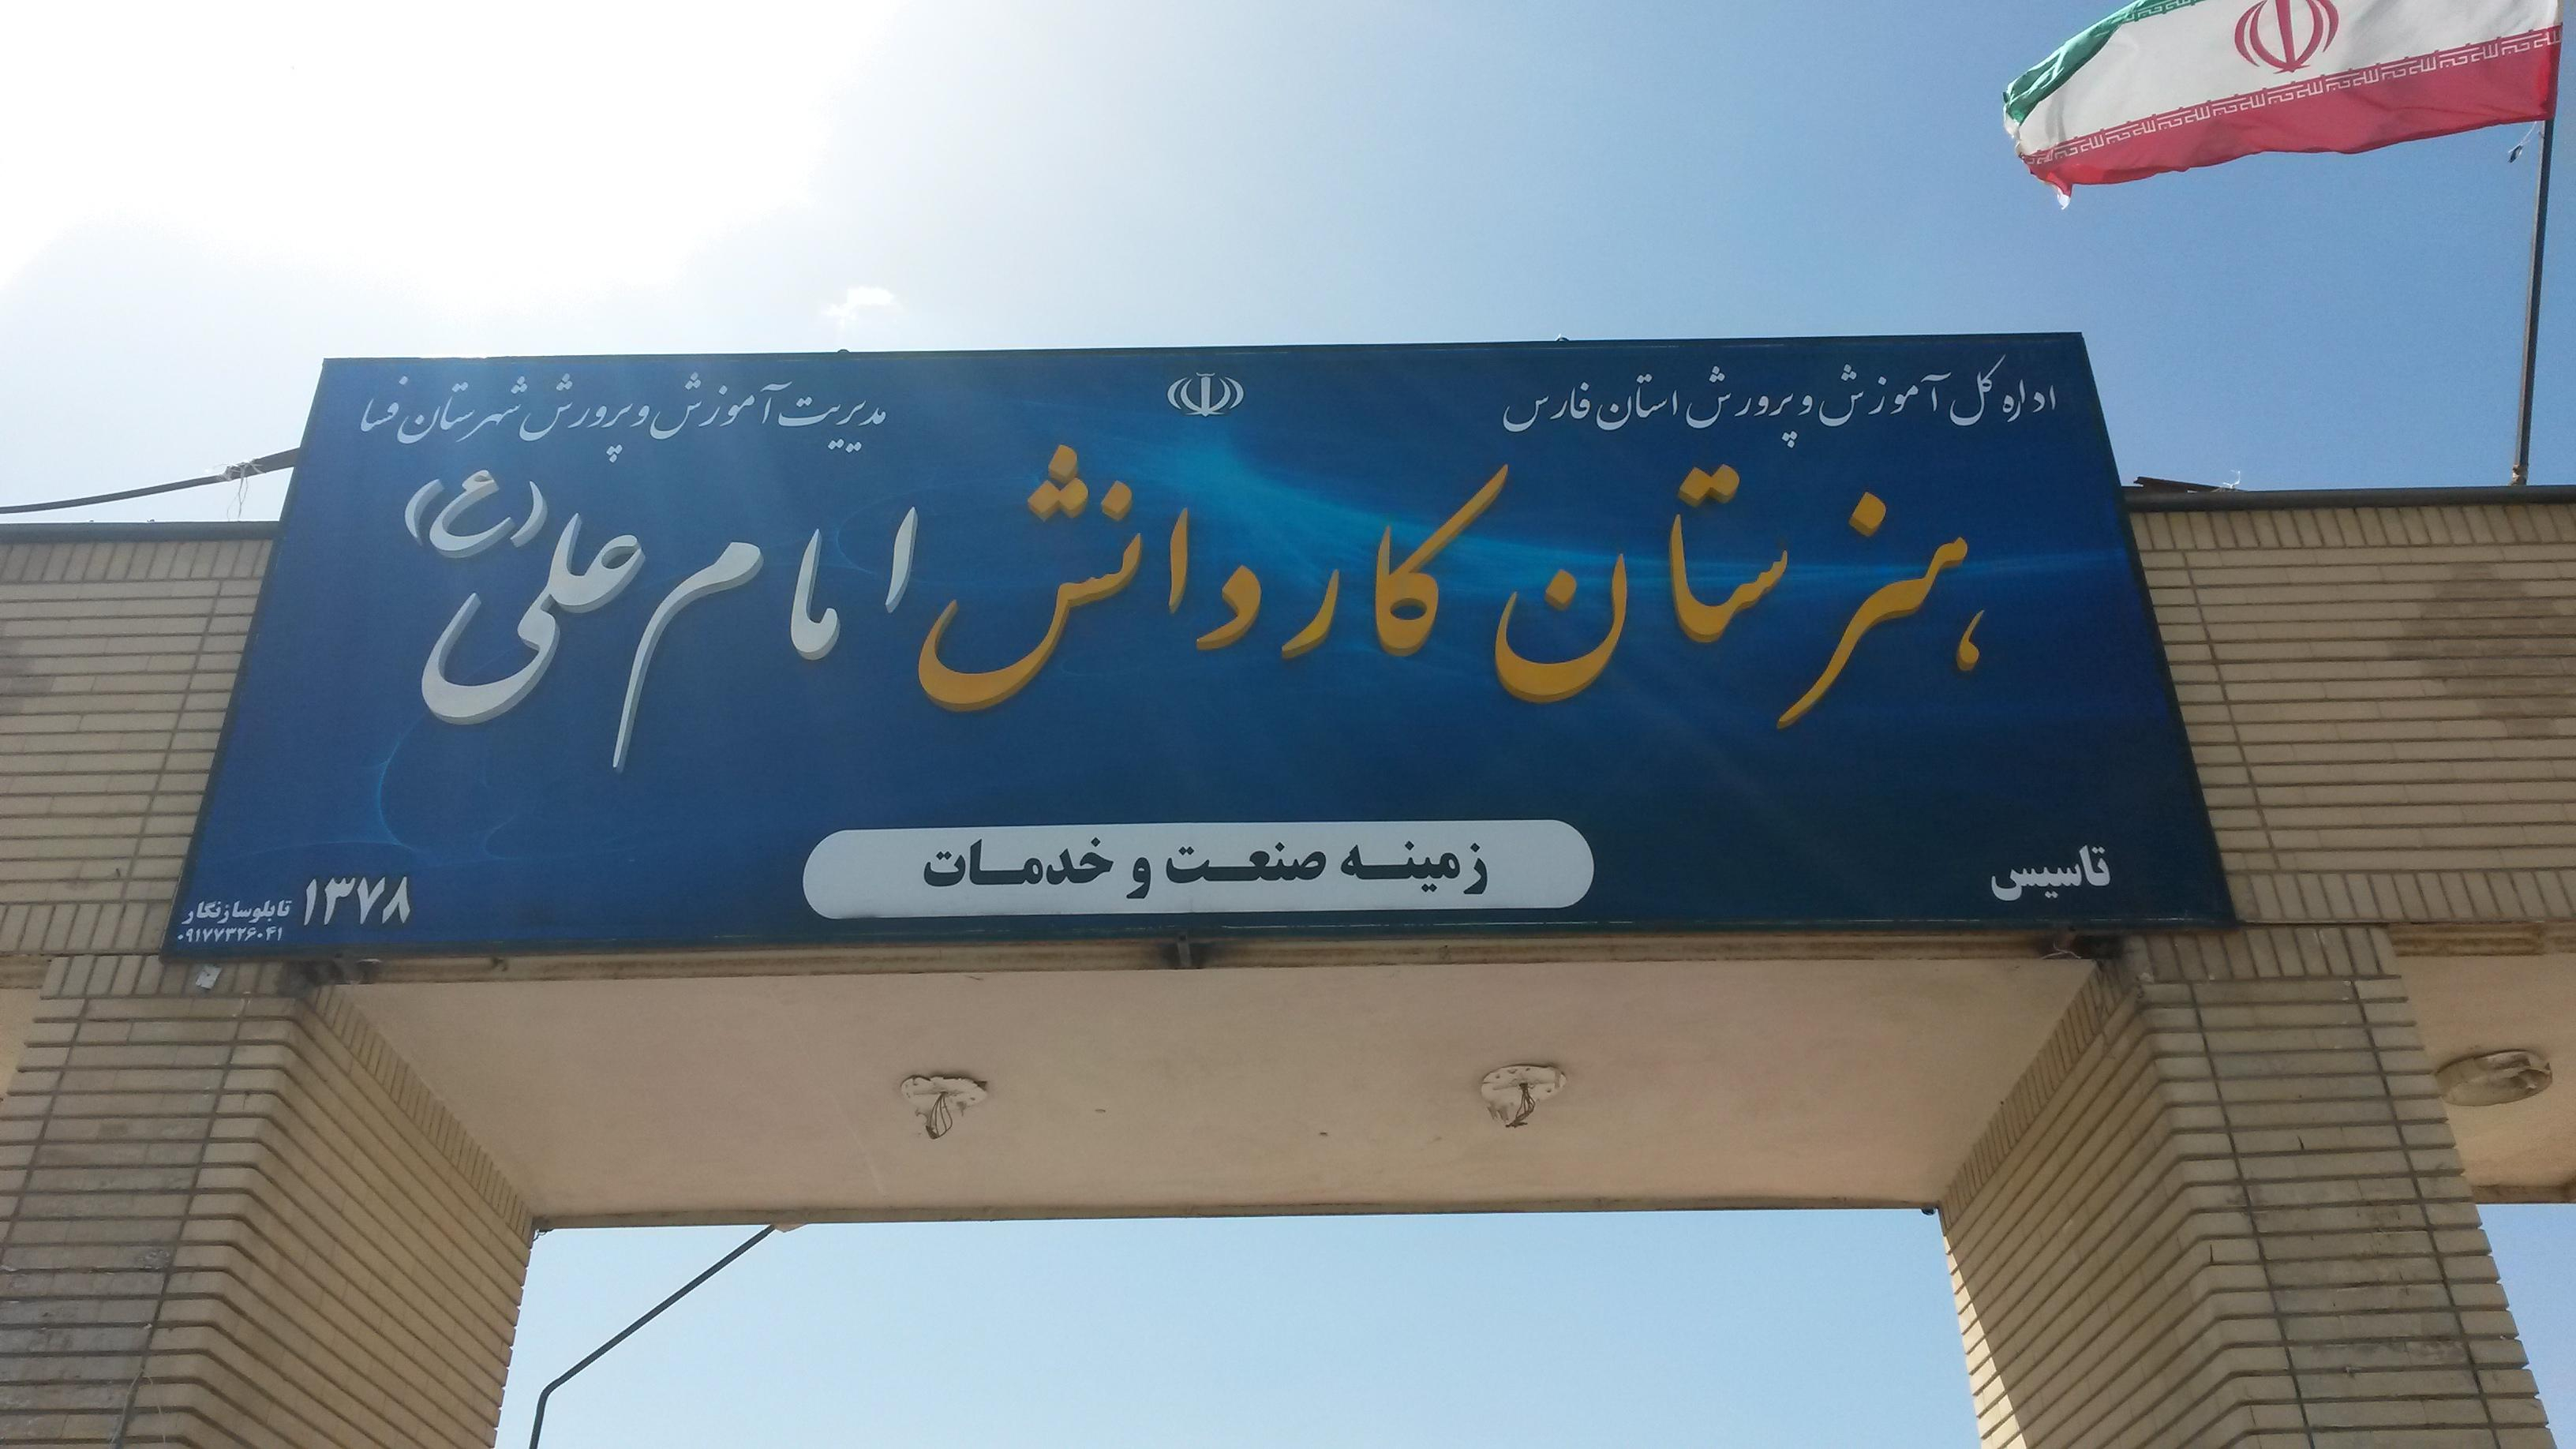 اداره کل آموزش و پرورش استان فارس
مدیریت آموزش و پرورش شهرستان فسا
هنرستان کاردانش امام علی (ع)
زمینه صنعت و خدمات
تاسیس
۱۳۷۸
تابلوسازنگار
۰۹۱۷۷۳۲۶۰۴۱